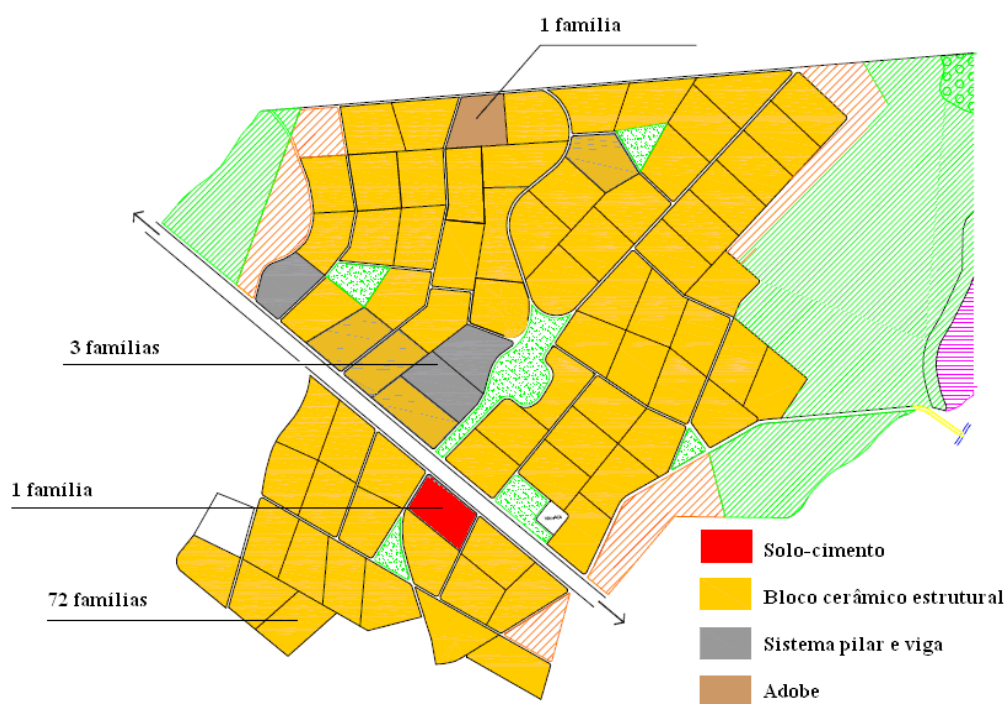 1 família
3 famílias
1 família
72 famílias
Solo-cimento
Bloco cerâmico estrutural
Sistema pilar e viga
Adobe